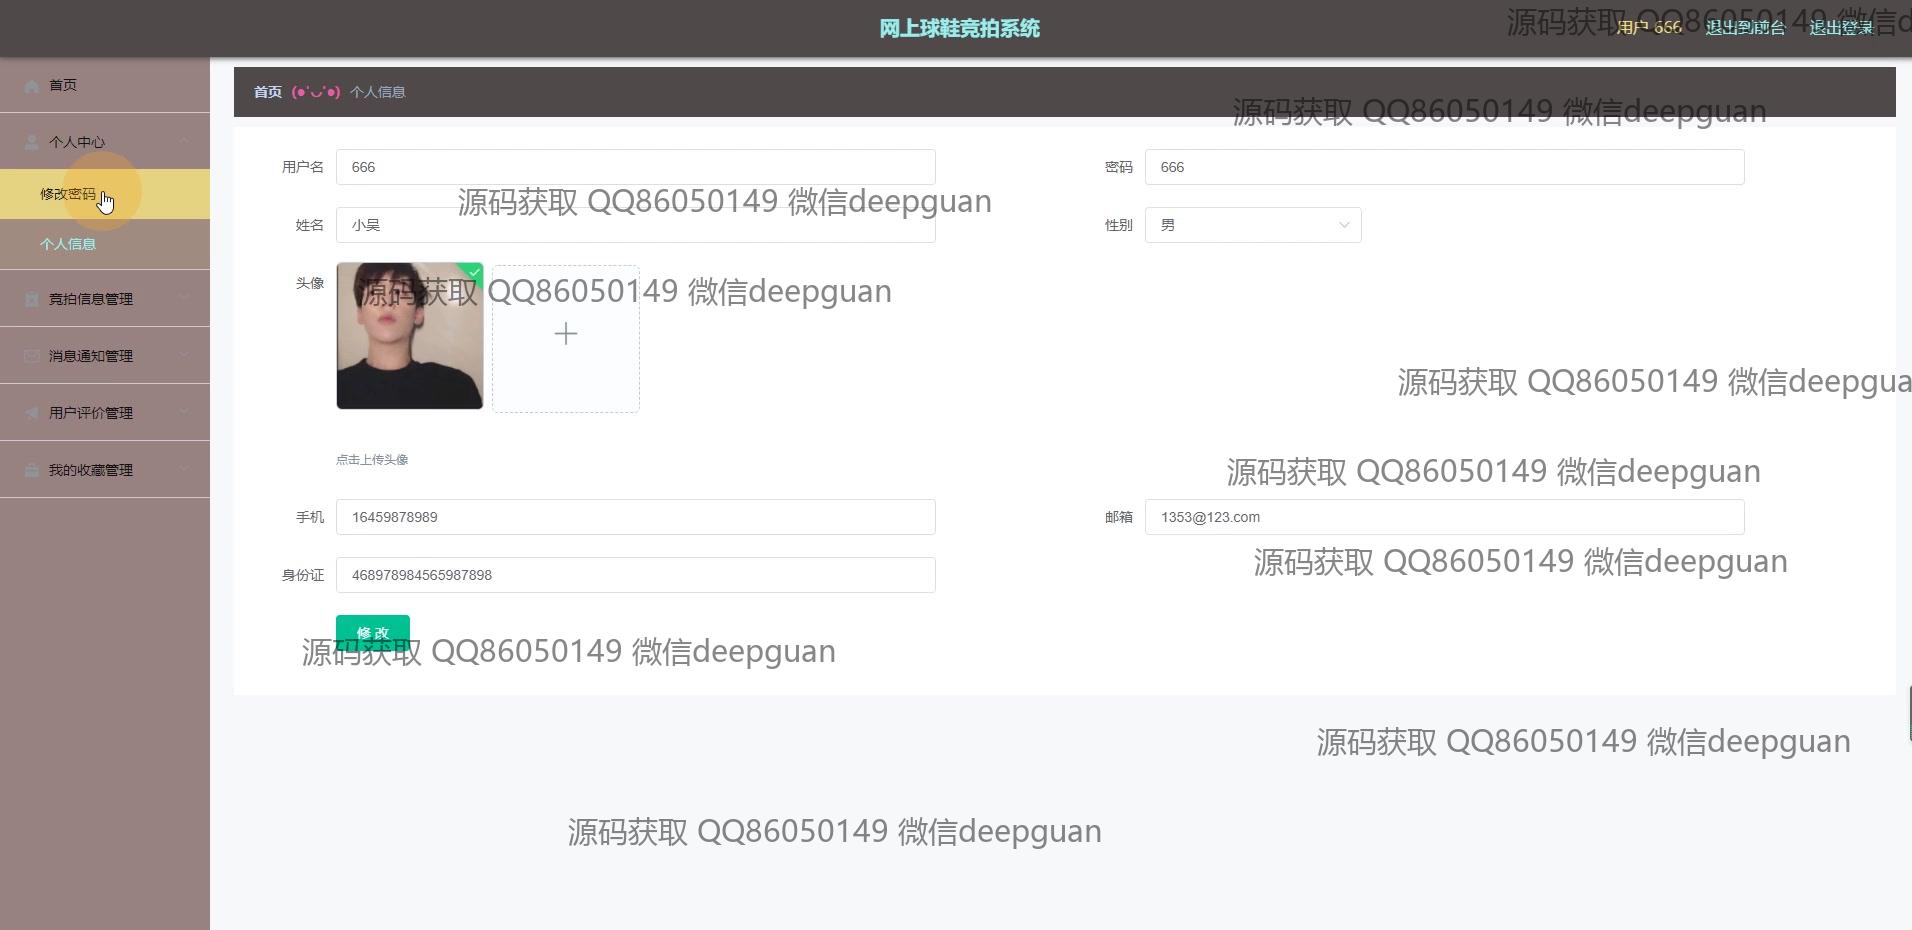 网上球鞋竞拍系统
用户 666 退出到前台 退出登录
源码获取 QQ86050149 微信d
首页
首页 (●'◡'●) 个人信息
源码获取 QQ86050149 微信deepguan
个人中心
用户名 666 密码 666
修改密码
源码获取 QQ86050149 微信deepguan
姓名 小昊 性别 男
个人信息
头像
源码获取 QQ86050149 微信deepguan
竞拍信息管理
消息通知管理
源码获取 QQ86050149 微信deepgua
用户评价管理
点击上传头像
我的收藏管理
源码获取 QQ86050149 微信deepguan
手机 16459878989 邮箱 1353@123.com
源码获取 QQ86050149 微信deepguan
身份证 468978984565987898
修改
源码获取 QQ86050149 微信deepguan
源码获取 QQ86050149 微信deepguan
源码获取 QQ86050149 微信deepguan